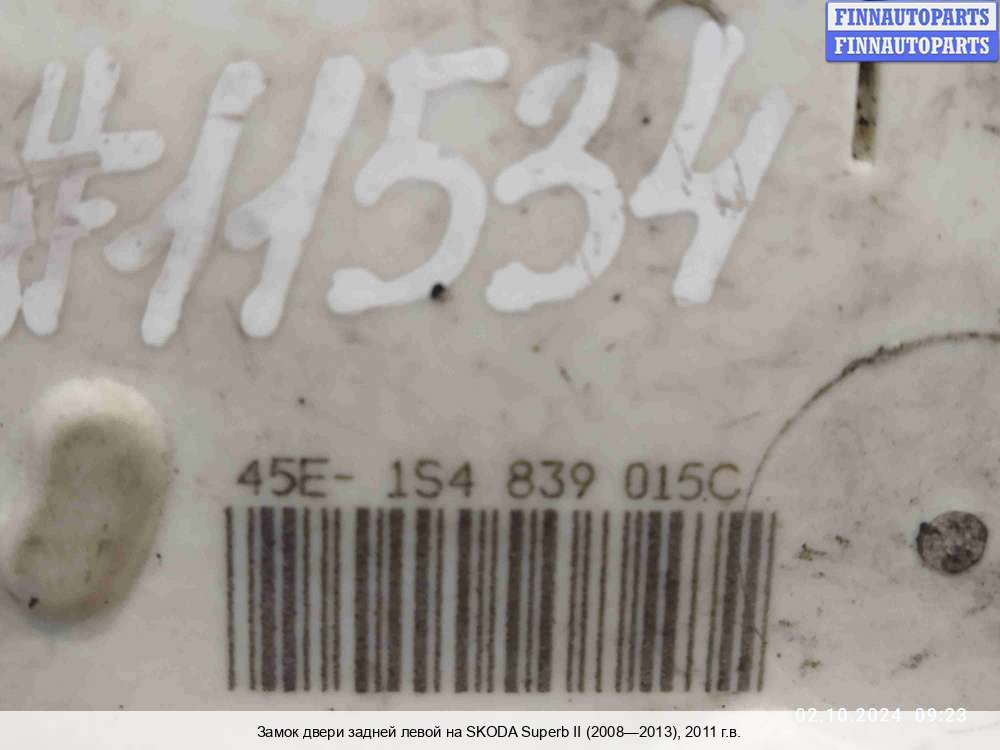 FINNAUTOPARTS
FINNAUTOPARTS
#11534
45E- 1S4 839 015C
02.10.2024 09:23
Замок двери задней левой на SKODA Superb II (2008—2013), 2011 г.в.